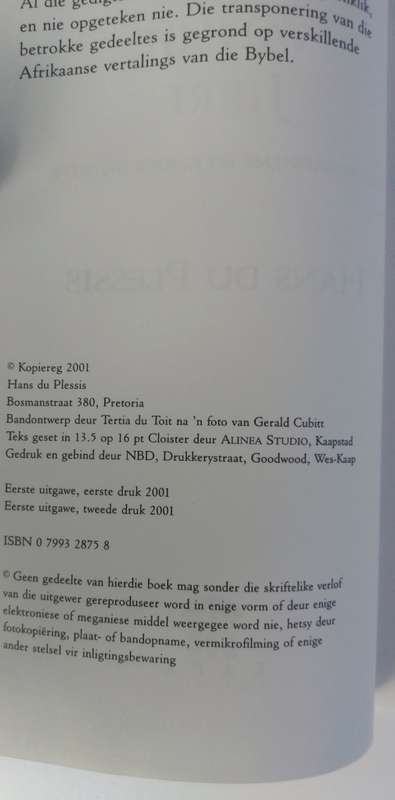 Al die
en nie opgeteken nie. Die transponering van die
betrokke gedeeltes is gegrond op verskillende
Afrikaanse vertalings van die Bybel.
HANS DU PLESSIS
© Kopiereg 2001
Hans du Plessis
Bosmanstraat 380, Pretoria
Bandontwerp deur Tertia du Toit na 'n foto van Gerald Cubitt
Teks geset in 13.5 op 16 pt Cloister deur ALINEA STUDIO, Kaapstad
Gedruk en gebind deur NBD, Drukkerystraat, Goodwood, Wes-Kaap
Eerste uitgawe, eerste druk 2001
Eerste uitgawe, tweede druk 2001
ISBN 0 7993 2875 8
© Geen gedeelte van hierdie boek mag sonder die skriftelike verlof
van die uitgewer gereproduseer word in enige vorm of deur enige
elektroniese of meganiese middel weergegee word nie, hetsy deur
fotokopiëring, plaat- of bandopname, vermikrofilming of enige
ander stelsel vir inligtingsbewaring